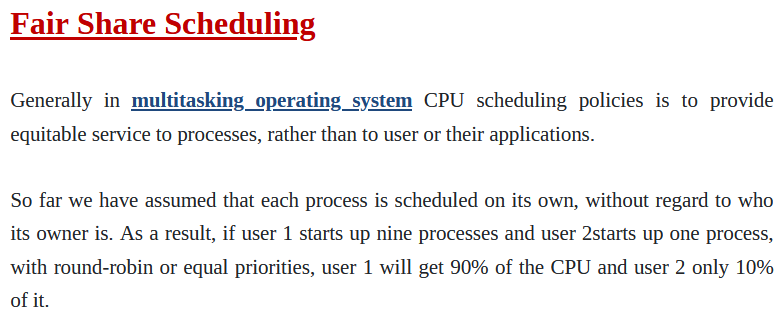 Fair Share Scheduling
Generally in multitasking operating system CPU scheduling policies is to provide
equitable service to processes, rather than to user or their applications.
So far we have assumed that each process is scheduled on its own, without regard to who
its owner is. As a result, if user 1 starts up nine processes and user 2starts up one process,
with round-robin or equal priorities, user 1 will get 90% of the CPU and user 2 only 10%
of it.